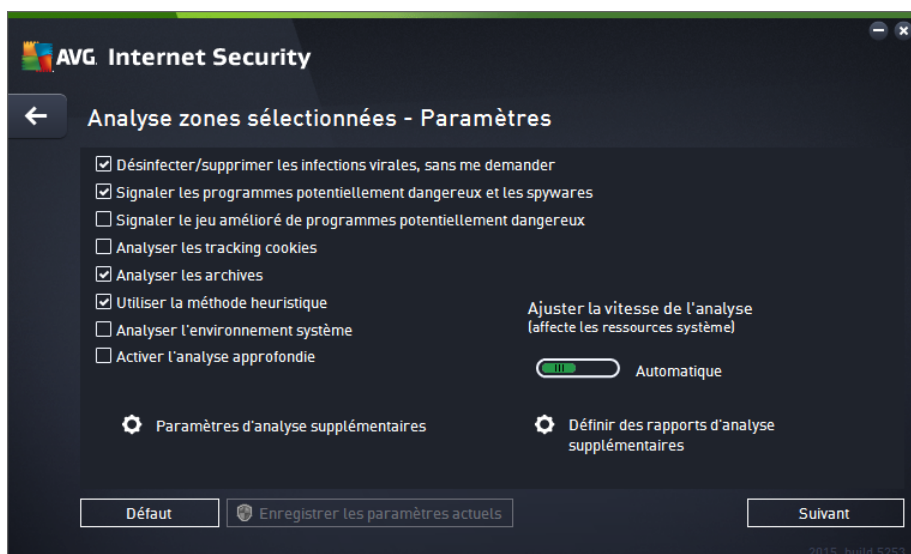 AVG. Internet Security
Analyse zones sélectionnées - Paramètres
Désinfecter/supprimer les infections virales, sans me demander
Signaler les programmes potentiellement dangereux et les spywares
Signaler le jeu amélioré de programmes potentiellement dangereux
Analyser les tracking cookies
Analyser les archives
Utiliser la méthode heuristique
Analyser l'environnement système
Activer l'analyse approfondie
Ajuster la vitesse de l'analyse
(affecte les ressources système)
Automatique
Paramètres d'analyse supplémentaires
Définir des rapports d'analyse
supplémentaires
Défaut
Enregistrer les paramètres actuels
Suivant
2015, build 5253